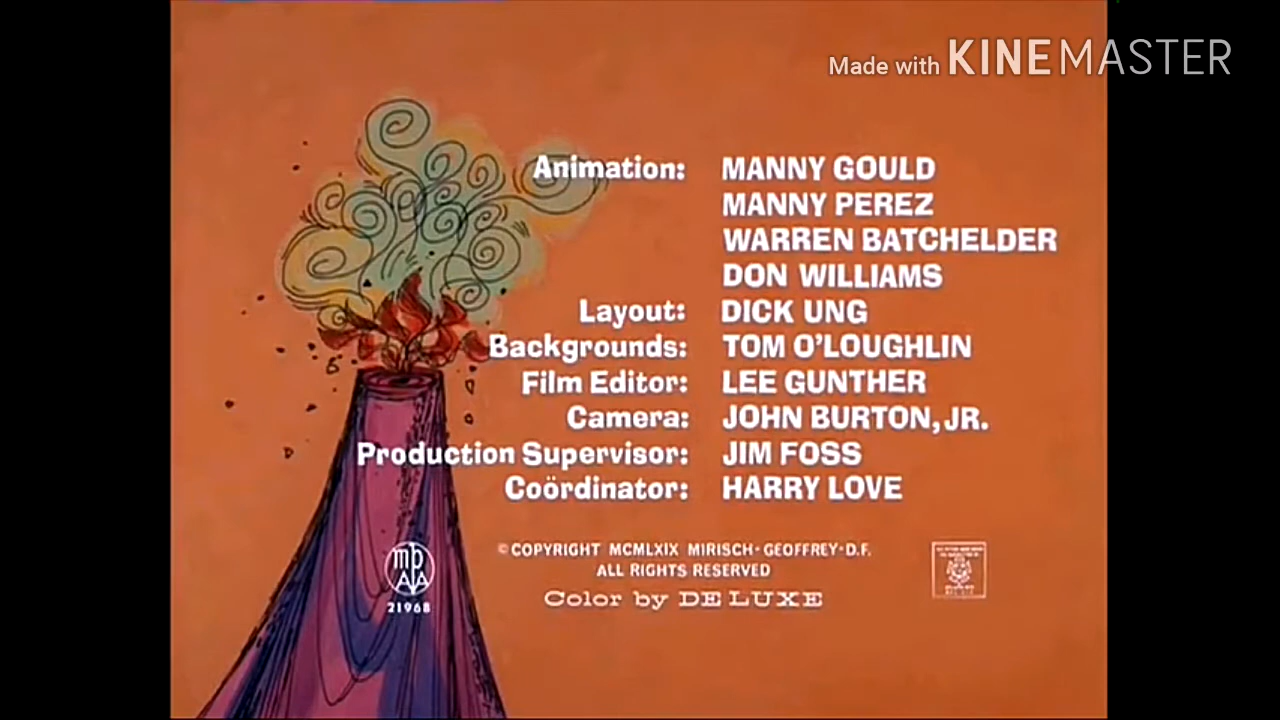 Made with KINEMASTER
Animation: MANNY GOULD
MANNY PEREZ
WARREN BATCHELDER
DON WILLIAMS
Layout: DICK UNG
Backgrounds: TOM O'LOUGHLIN
Film Editor: LEE GUNTHER
Camera: JOHN BURTON, JR.
Production Supervisor: JIM FOSS
Coördinator: HARRY LOVE
©COPYRIGHT MCMLXIX MIRISCH-GEOFFREY-D.F.
ALL RIGHTS RESERVED
Color by DE LUXE
mp
AA
21968